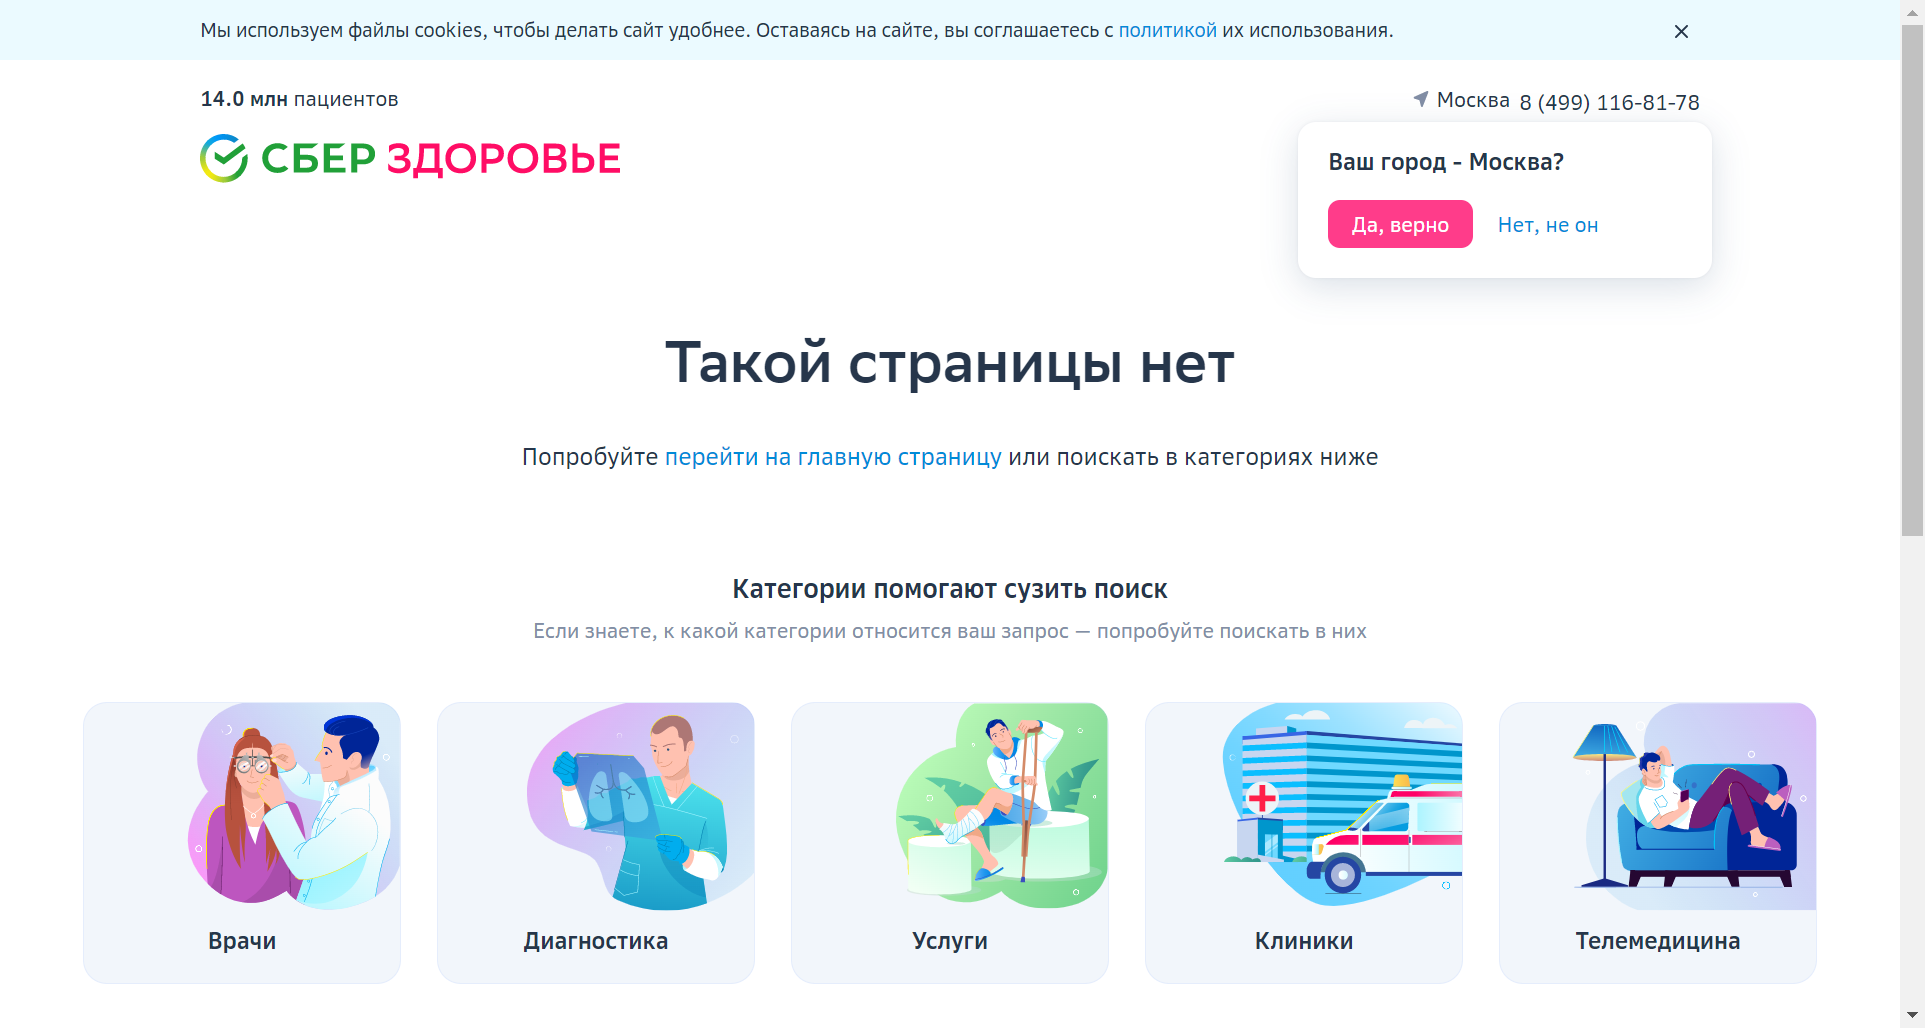 Мы используем файлы cookies, чтобы делать сайт удобнее. Оставаясь на сайте, вы соглашаетесь с политикой их использования.
14.0 млн пациентов
Москва 8 (499) 116-81-78
СБЕР ЗДОРОВЬЕ
Ваш город - Москва?
Да, верно Нет, не он
Такой страницы нет
Попробуйте перейти на главную страницу или поискать в категориях ниже
Категории помогают сузить поиск
Если знаете, к какой категории относится ваш запрос — попробуйте поискать в них
Врачи
Диагностика
Услуги
Клиники
Телемедицина